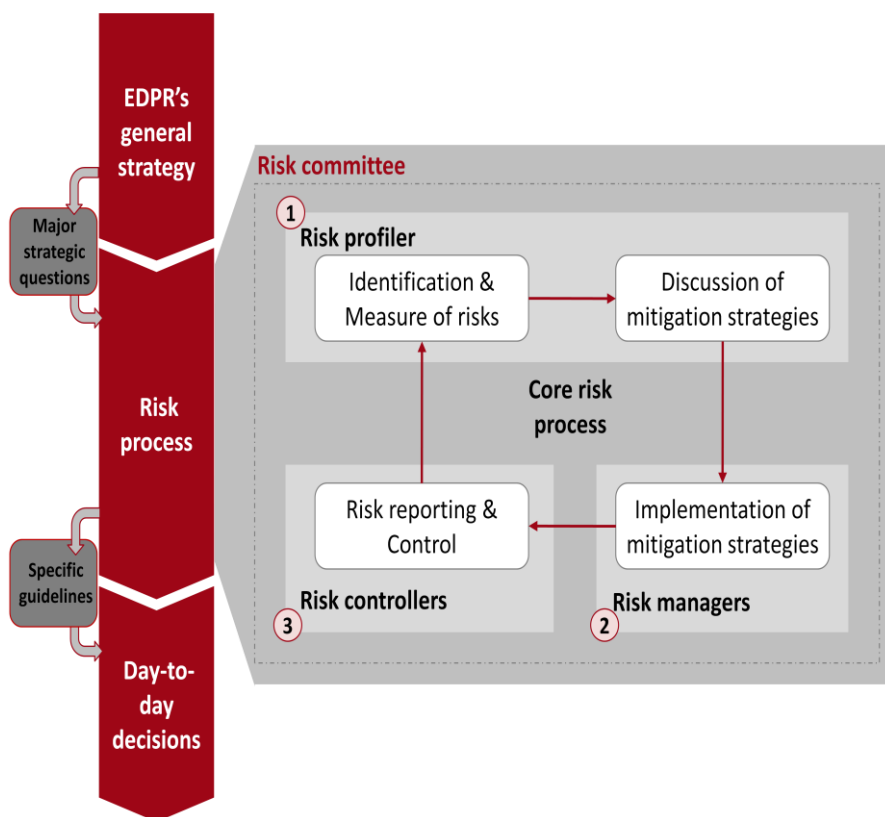 EDPR's
general
strategy
Major
strategic
questions
Risk
process
Specific
guidelines
Day-to-
day
decisions
Risk committee
1
Risk profiler
Identification &
Measure of risks
Discussion of
mitigation strategies
Core risk
process
Risk reporting &
Control
Implementation of
mitigation strategies
Risk controllers
3
Risk managers
2